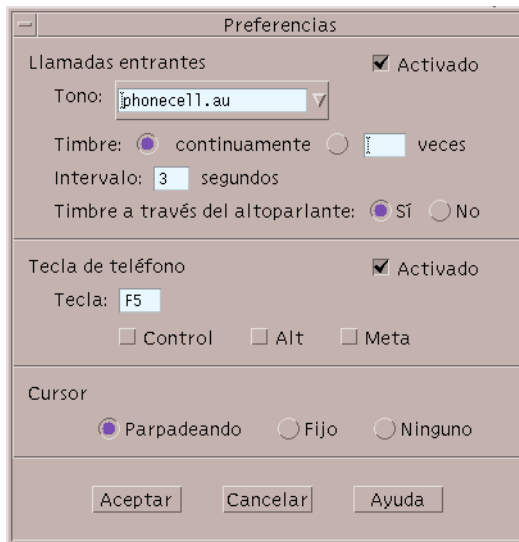 Preferencias
Llamadas entrantes Activado
Tono: phonecell.au
Timbre: continuamente veces
Intervalo: 3 segundos
Timbre a través del altoparlante: Sí No
Tecla de teléfono Activado
Tecla: F5
Control Alt Meta
Cursor
Parpadeando Fijo Ninguno
Aceptar Cancelar Ayuda